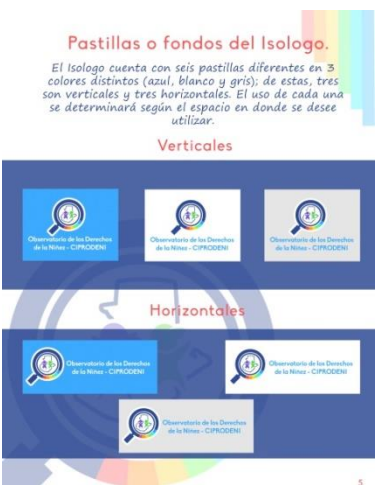 Pastillas o fondos del Isologo.
El Isologo cuenta con seis pastillas diferentes en 3
colores distintos (azul, blanco y gris); de estas, tres
son verticales y tres horizontales. El uso de cada una
se determinará según el espacio en donde se desee
utilizar.
Verticales
Observatorio de los Derechos
de la Niñez - CIPRODENI
Observatorio de los Derechos
de la Niñez - CIPRODENI
Observatorio de los Derechos
de la Niñez - CIPRODENI
Horizontales
Observatorio de los Derechos
de la Niñez - CIPRODENI
Observatorio de los Derechos
de la Niñez - CIPRODENI
Observatorio de los Derechos
de la Niñez - CIPRODENI
5